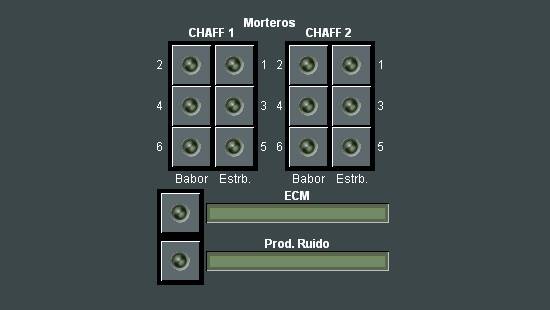 Morteros
CHAFF 1 CHAFF 2
2 1 2 1
4 3 4 3
6 5 6 5
Babor Estrb. Babor Estrb.
ECM
Prod. Ruido